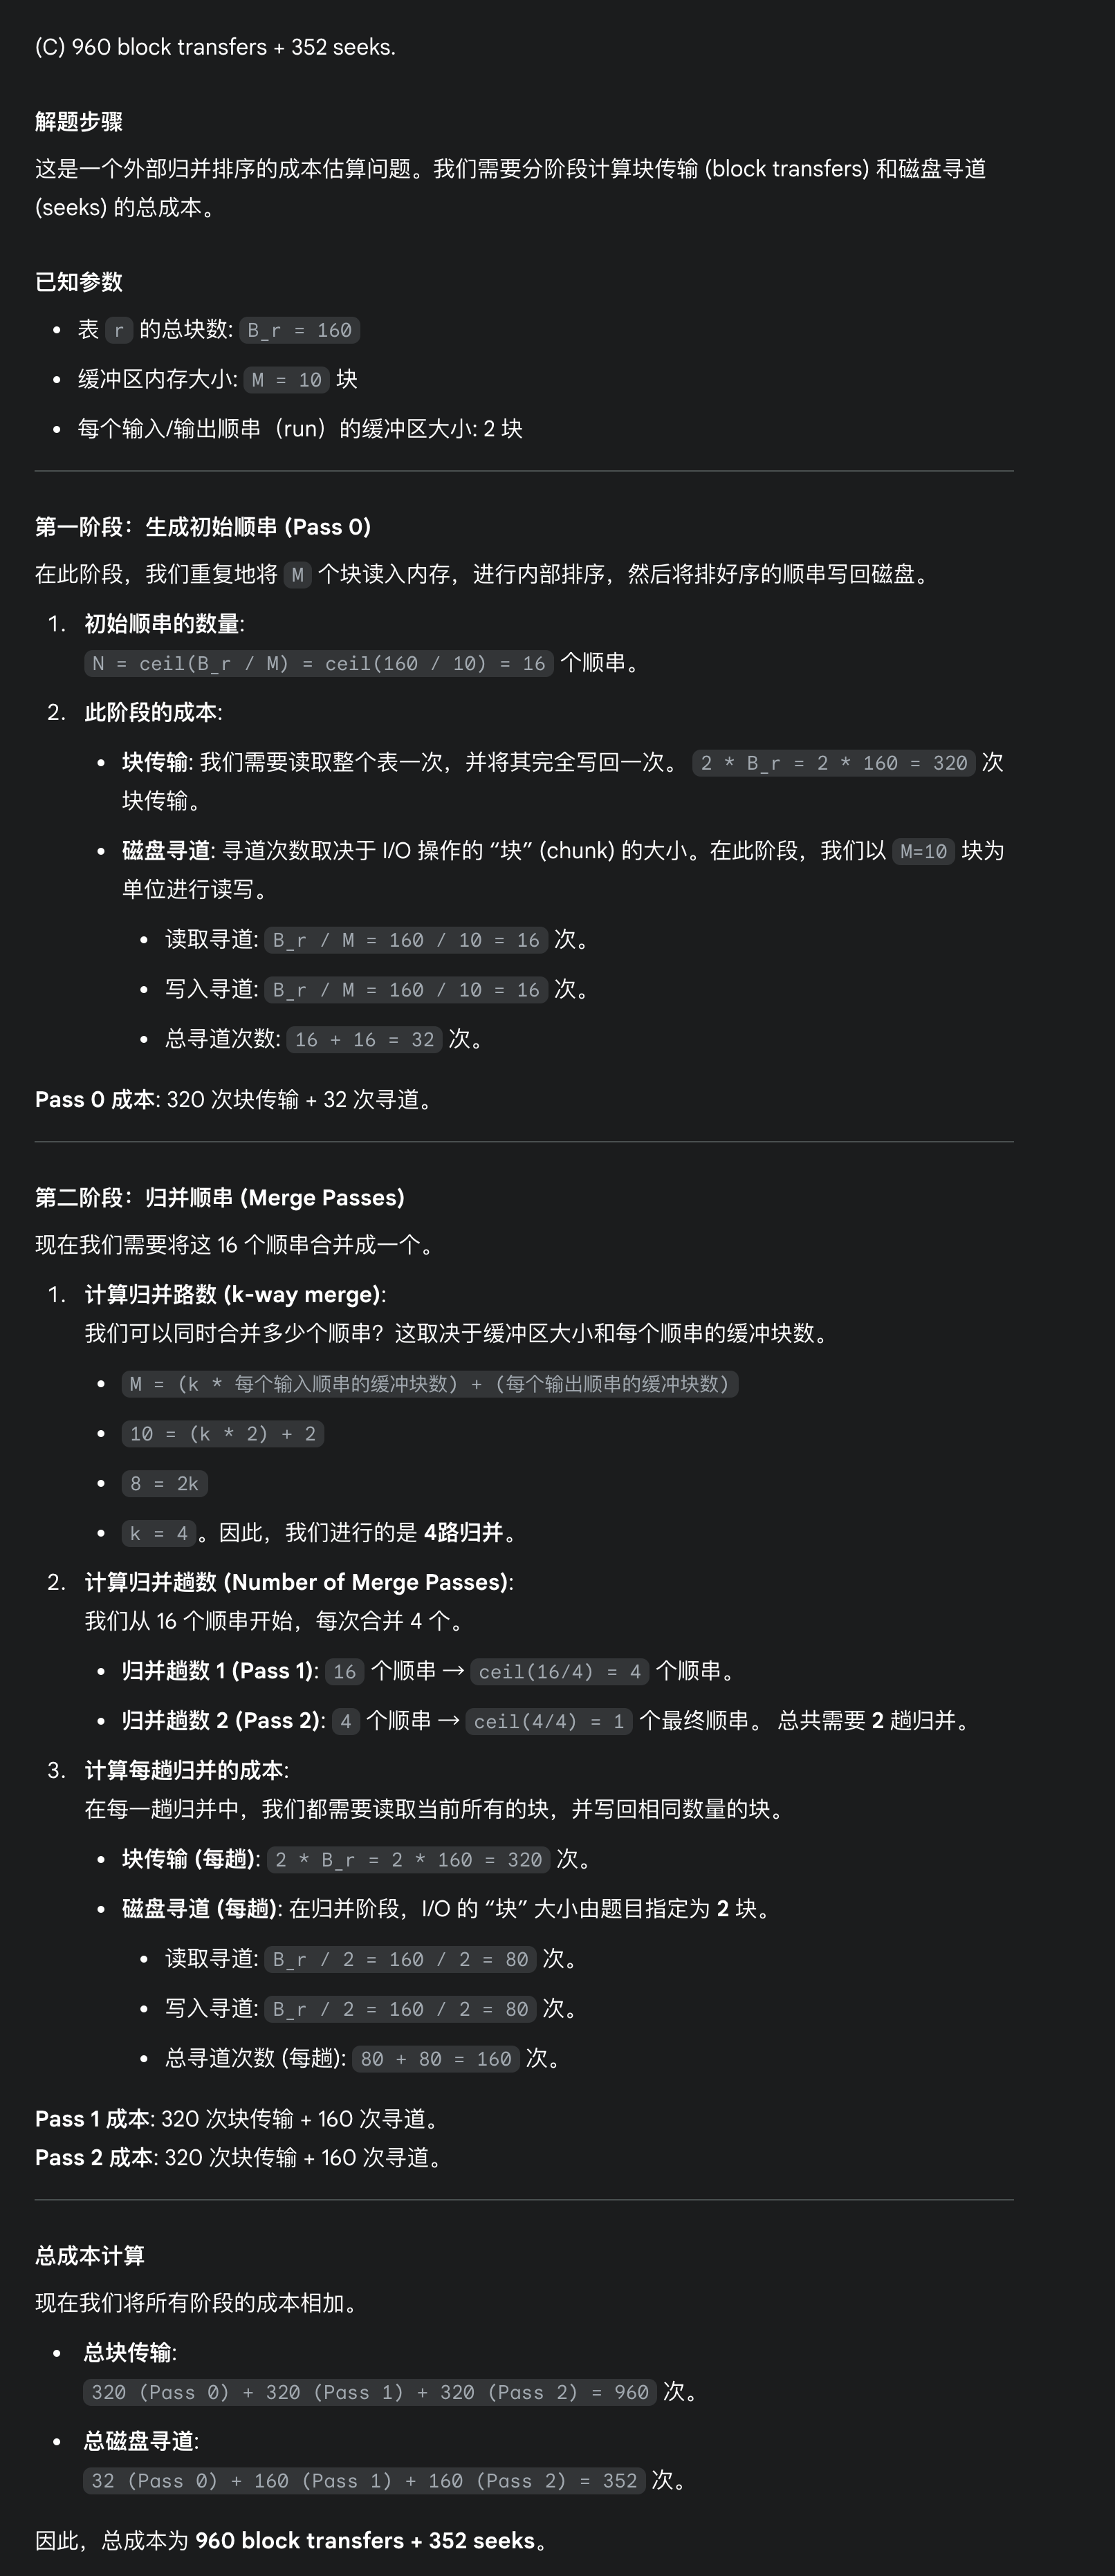 (C) 960 block transfers + 352 seeks.
解题步骤
这是一个外部归并排序的成本估算问题。我们需要分阶段计算块传输 (block transfers) 和磁盘寻道
(seeks) 的总成本。
已知参数
• 表 r 的总块数: B_r = 160
• 缓冲区内存大小: M = 10 块
• 每个输入/输出顺串（run）的缓冲区大小: 2 块
第一阶段：生成初始顺串 (Pass 0)
在此阶段，我们重复地将 M 个块读入内存，进行内部排序，然后将排好序的顺串写回磁盘。
1. 初始顺串的数量:
N = ceil(B_r / M) = ceil(160 / 10) = 16 个顺串。
2. 此阶段的成本:
• 块传输: 我们需要读取整个表一次，并将其完全写回一次。 2 * B_r = 2 * 160 = 320 次
块传输。
• 磁盘寻道: 寻道次数取决于 I/O 操作的 “块” (chunk) 的大小。在此阶段，我们以 M=10 块为
单位进行读写。
• 读取寻道: B_r / M = 160 / 10 = 16 次。
• 写入寻道: B_r / M = 160 / 10 = 16 次。
• 总寻道次数: 16 + 16 = 32 次。
Pass 0 成本: 320 次块传输 + 32 次寻道。
第二阶段：归并顺串 (Merge Passes)
现在我们需要将这 16 个顺串合并成一个。
1. 计算归并路数 (k-way merge):
我们可以同时合并多少个顺串？这取决于缓冲区大小和每个顺串的缓冲块数。
• M = (k * 每个输入顺串的缓冲块数) + (每个输出顺串的缓冲块数)
• 10 = (k * 2) + 2
• 8 = 2k
• k = 4 。因此，我们进行的是 4路归并。
2. 计算归并趟数 (Number of Merge Passes):
我们从 16 个顺串开始，每次合并 4 个。
• 归并趟数 1 (Pass 1): 16 个顺串 → ceil(16/4) = 4 个顺串。
• 归并趟数 2 (Pass 2): 4 个顺串 → ceil(4/4) = 1 个最终顺串。 总共需要 2 趟归并。
3. 计算每趟归并的成本:
在每一趟归并中，我们都需要读取当前所有的块，并写回相同数量的块。
• 块传输 (每趟): 2 * B_r = 2 * 160 = 320 次。
• 磁盘寻道 (每趟): 在归并阶段，I/O 的 “块” 大小由题目指定为 2 块。
• 读取寻道: B_r / 2 = 160 / 2 = 80 次。
• 写入寻道: B_r / 2 = 160 / 2 = 80 次。
• 总寻道次数 (每趟): 80 + 80 = 160 次。
Pass 1 成本: 320 次块传输 + 160 次寻道。
Pass 2 成本: 320 次块传输 + 160 次寻道。
总成本计算
现在我们将所有阶段的成本相加。
• 总块传输:
320 (Pass 0) + 320 (Pass 1) + 320 (Pass 2) = 960 次。
• 总磁盘寻道:
32 (Pass 0) + 160 (Pass 1) + 160 (Pass 2) = 352 次。
因此，总成本为 960 block transfers + 352 seeks。